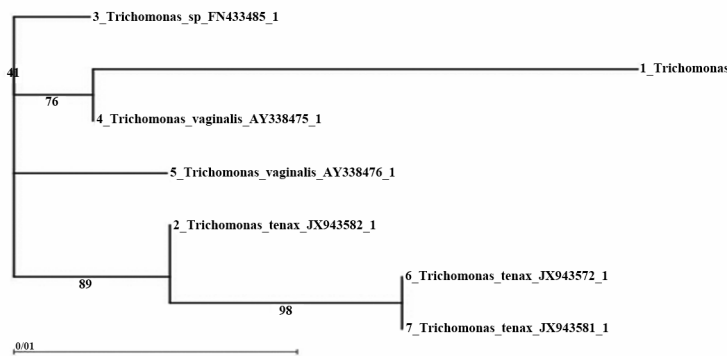 3_Trichomonas_sp_FN433485_1
1_Trichomonas
41
76
4_Trichomonas_vaginalis_AY338475_1
5_Trichomonas_vaginalis_AY338476_1
2_Trichomonas_tenax_JX943582_1
6_Trichomonas_tenax_JX943572_1
89
98
7_Trichomonas_tenax_JX943581_1
0/01